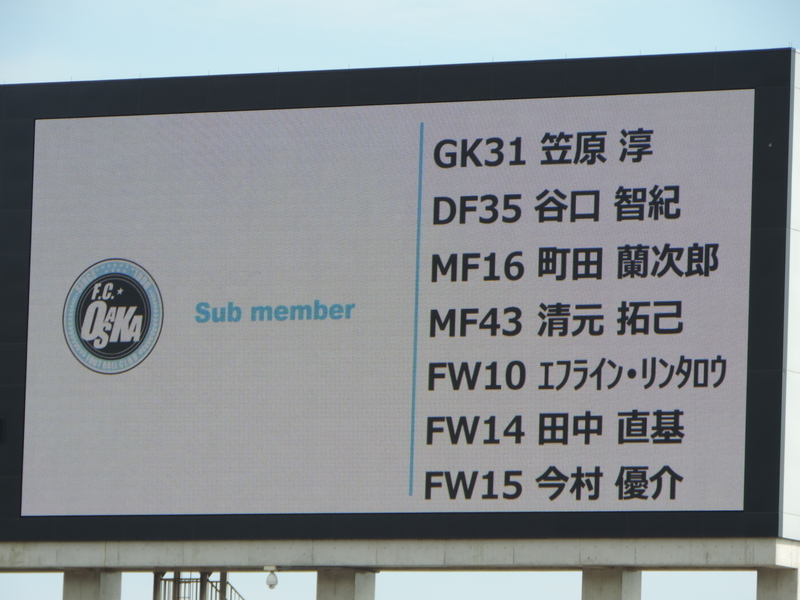 F.C.
OSAKA
Sub member
GK31 笠原 淳
DF35 谷口 智紀
MF16 町田 蘭次郎
MF43 清元 拓己
FW10 エフライン・リンタロウ
FW14 田中 直基
FW15 今村 優介